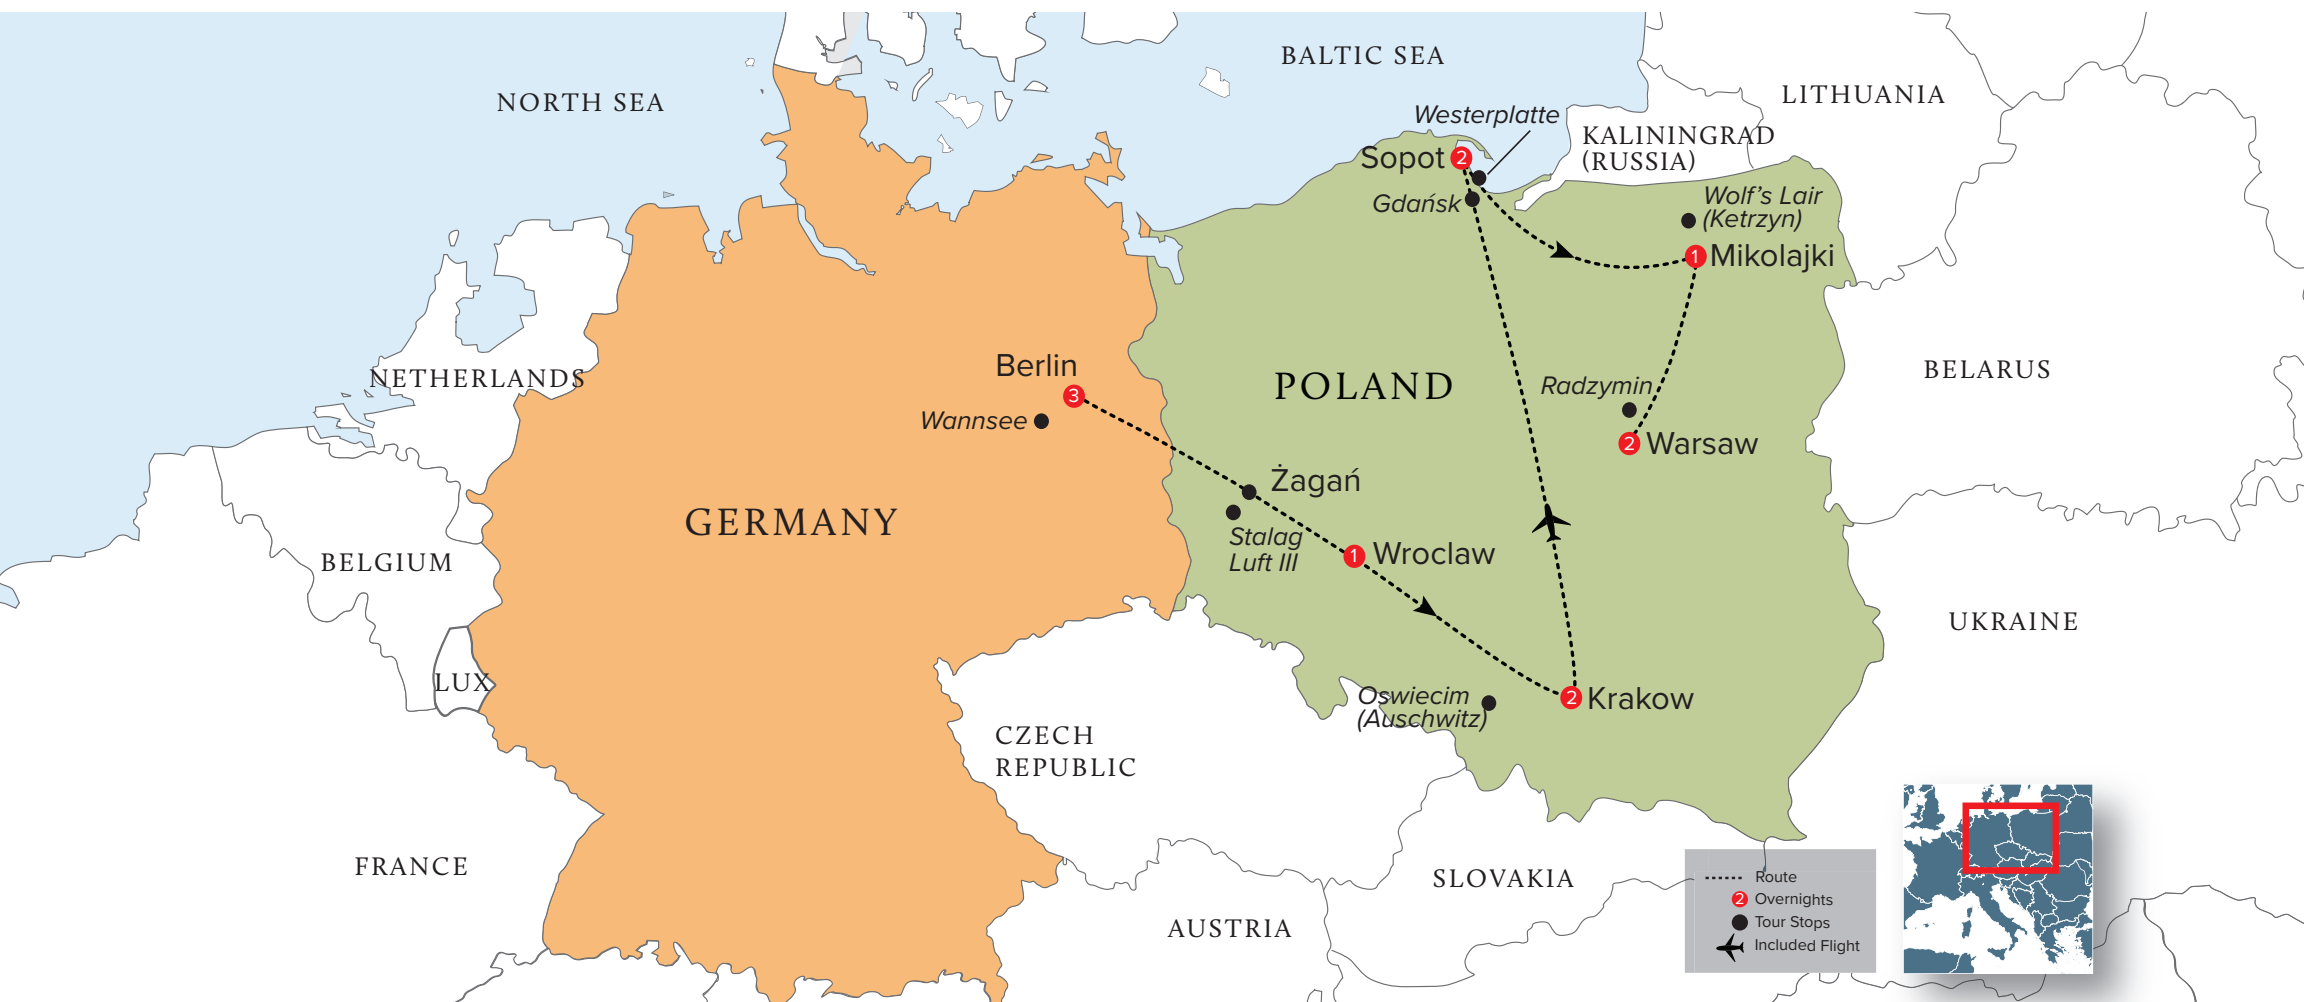 BALTIC SEA
NORTH SEA
LITHUANIA
Westerplatte
KALININGRAD
(RUSSIA)
Sopot
2
Gdańsk
Wolf's Lair
(Ketrzyn)
1
Mikolajki
NETHERLANDS
Berlin
3
Wannsee
POLAND
Radzymin
2
Warsaw
BELARUS
Żagań
Stalag
Luft III
GERMANY
1
Wroclaw
BELGIUM
UKRAINE
LUX
Oswiecim
(Auschwitz)
2
Krakow
CZECH
REPUBLIC
FRANCE
SLOVAKIA
AUSTRIA
Route
2 Overnights
Tour Stops
Included Flight